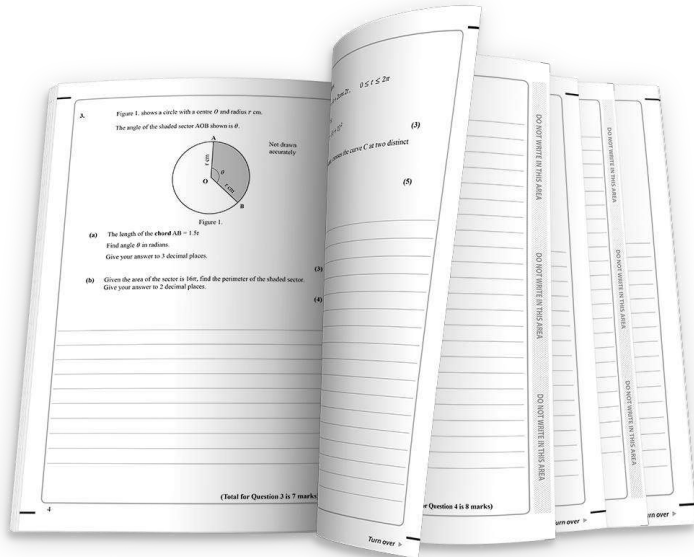 3.
Figure 1. shows a circle with a centre O and radius r cm.
The angle of the shaded sector AOB shown is θ.
Not drawn
accurately
A
r cm
θ
O
r cm
B
Figure 1.
(a) The length of the chord AB = 1.5r
Find angle θ in radians.
Give your answer to 3 decimal places.
(3)
(b) Given the area of the sector is 16π, find the perimeter of the shaded sector.
Give your answer to 2 decimal places.
(4)
(Total for Question 3 is 7 marks
4
0 ≤ t ≤ 2π
(3)
the curve C at two distinct
(5)
Turn over
DO NOT WRITE IN THIS AREA
DO NOT WRITE IN THIS AREA
DO NOT WRITE IN THIS AREA
Question 4 is 8 marks)
urn over
DO NOT WRITE IN THIS AREA
DO NOT WRITE IN THIS AREA
DO NOT WRITE IN THIS AREA
urn over